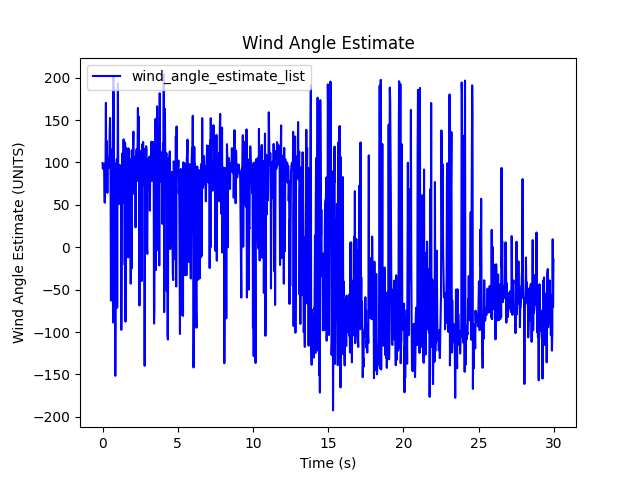 Wind Angle Estimate
wind_angle_estimate_list
Wind Angle Estimate (UNITS)
200
150
100
50
0
−50
−100
−150
−200
0 5 10 15 20 25 30
Time (s)